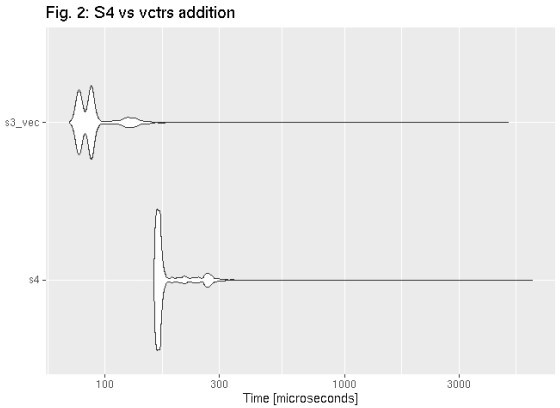 Fig. 2: S4 vs vctrs addition
s3_vec
s4
100 300 1000 3000
Time [microseconds]